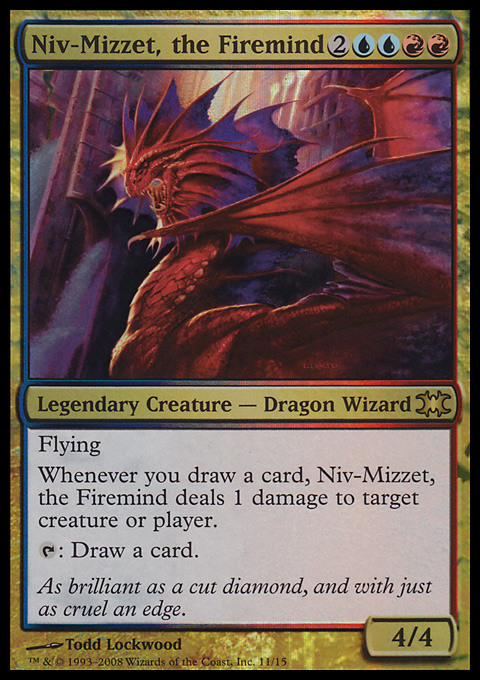 Niv-Mizzet, the Firemind 2
Legendary Creature — Dragon Wizard
Flying
Whenever you draw a card, Niv-Mizzet,
the Firemind deals 1 damage to target
creature or player.
: Draw a card.
As brilliant as a cut diamond, and with just
as cruel an edge.
Todd Lockwood
4/4
™ & © 1993–2008 Wizards of the Coast, Inc. 11/15